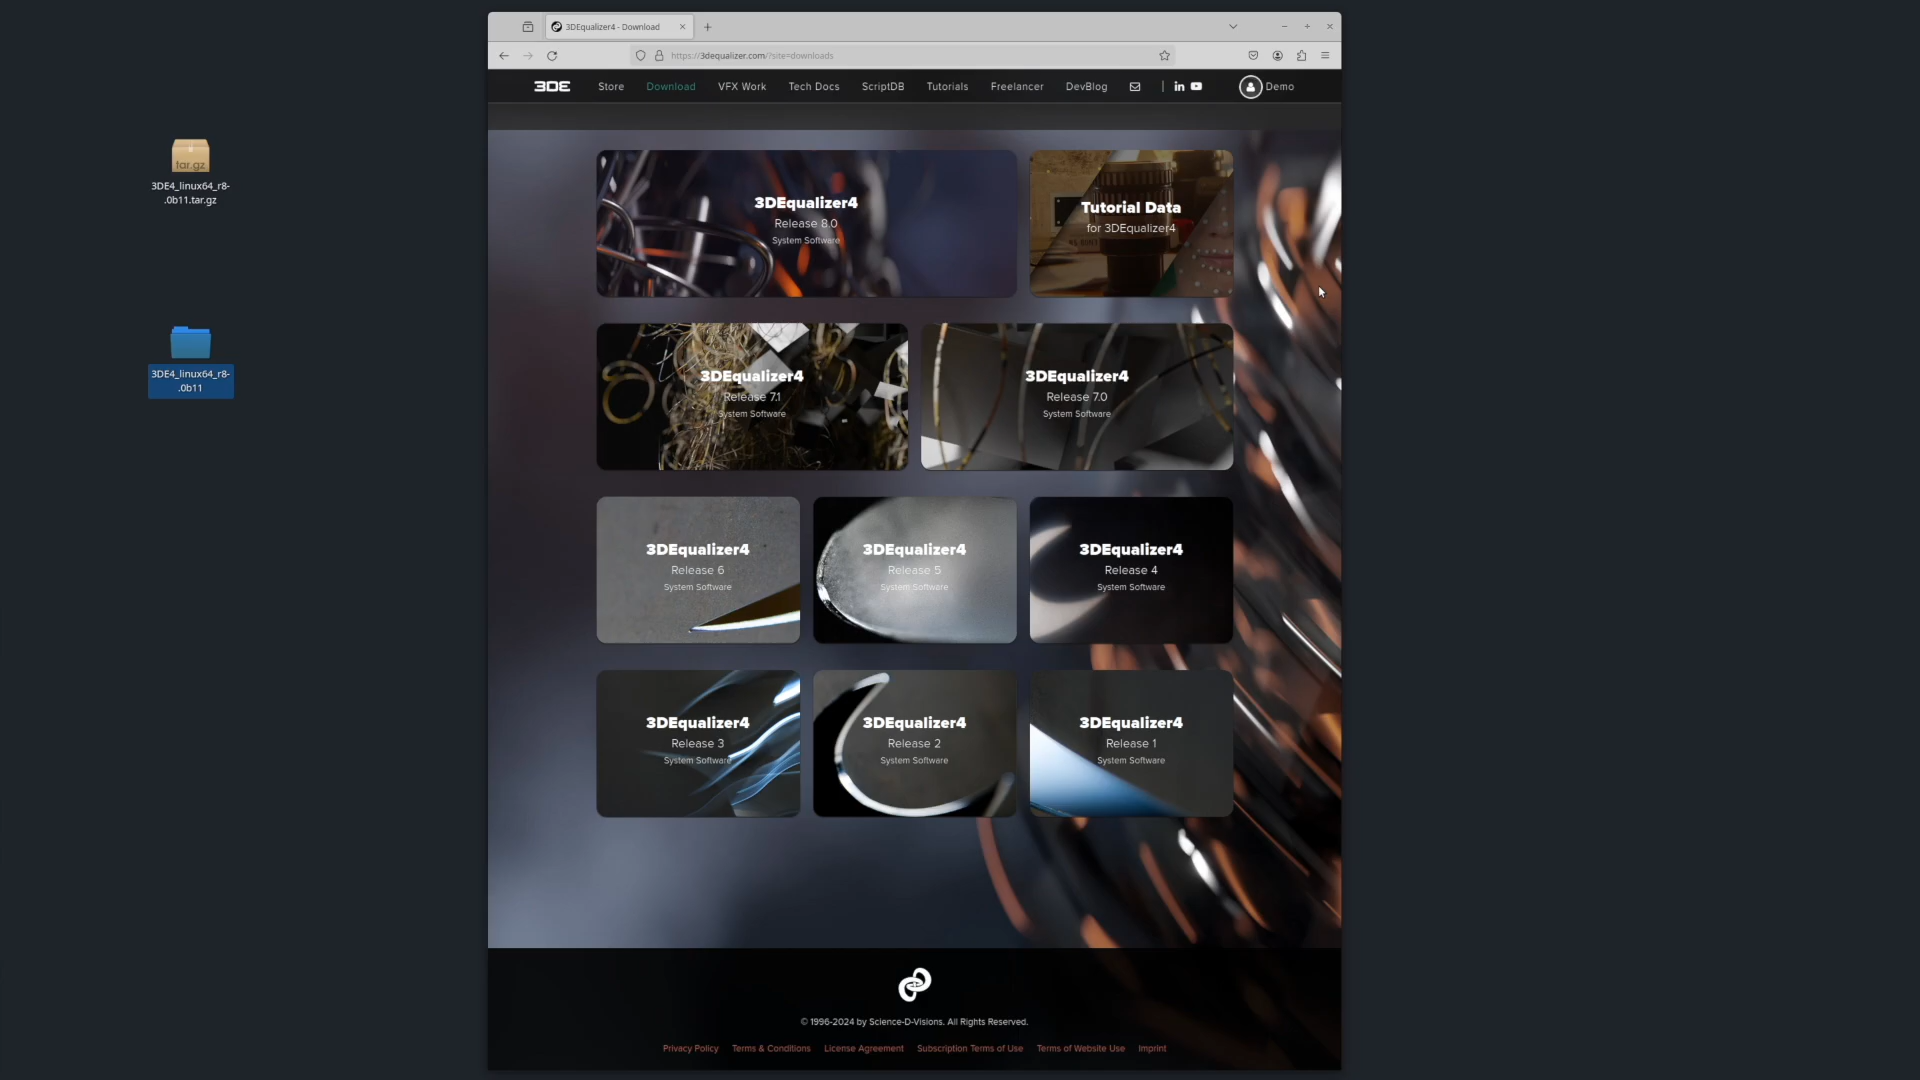 3DEqualizer4 - Download
https://3dequalizer.com/?site=downloads
3DE Store Download VFX Work Tech Docs ScriptDB Tutorials Freelancer DevBlog | in Demo
tar.gz
3DE4_linux64_r8-
.0b11.tar.gz
3DE4_linux64_r8-
.0b11
3DEqualizer4
Release 8.0
System Software
Tutorial Data
for 3DEqualizer4
3DEqualizer4
Release 7.1
System Software
3DEqualizer4
Release 7.0
System Software
3DEqualizer4
Release 6
System Software
3DEqualizer4
Release 5
System Software
3DEqualizer4
Release 4
System Software
3DEqualizer4
Release 3
System Software
3DEqualizer4
Release 2
System Software
3DEqualizer4
Release 1
System Software
© 1996-2024 by Science-D-Visions. All Rights Reserved.
Privacy Policy Terms & Conditions License Agreement Subscription Terms of Use Terms of Website Use Imprint